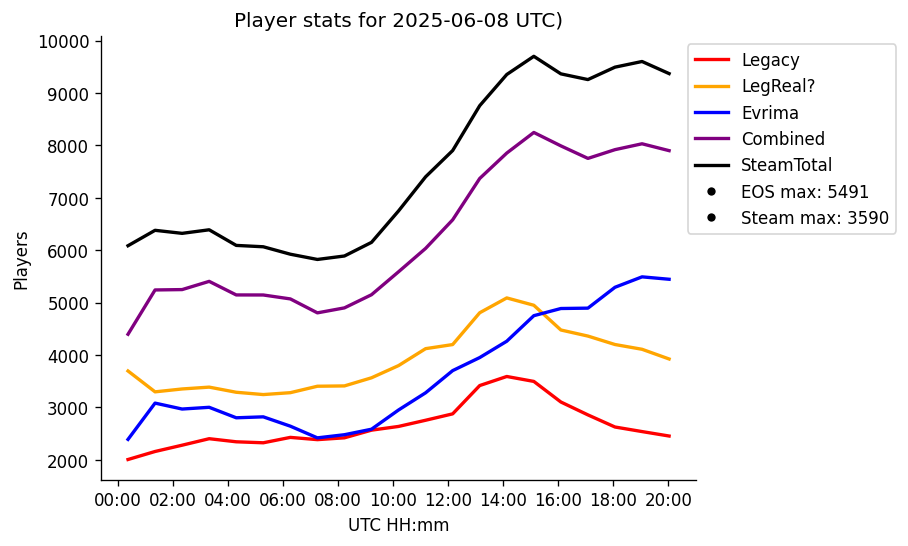 Player stats for 2025-06-08 UTC)
10000
9000
8000
7000
6000
5000
4000
3000
2000
Players
00:00 02:00 04:00 06:00 08:00 10:00 12:00 14:00 16:00 18:00 20:00
UTC HH:mm
Legacy
LegReal?
Evrima
Combined
SteamTotal
EOS max: 5491
Steam max: 3590